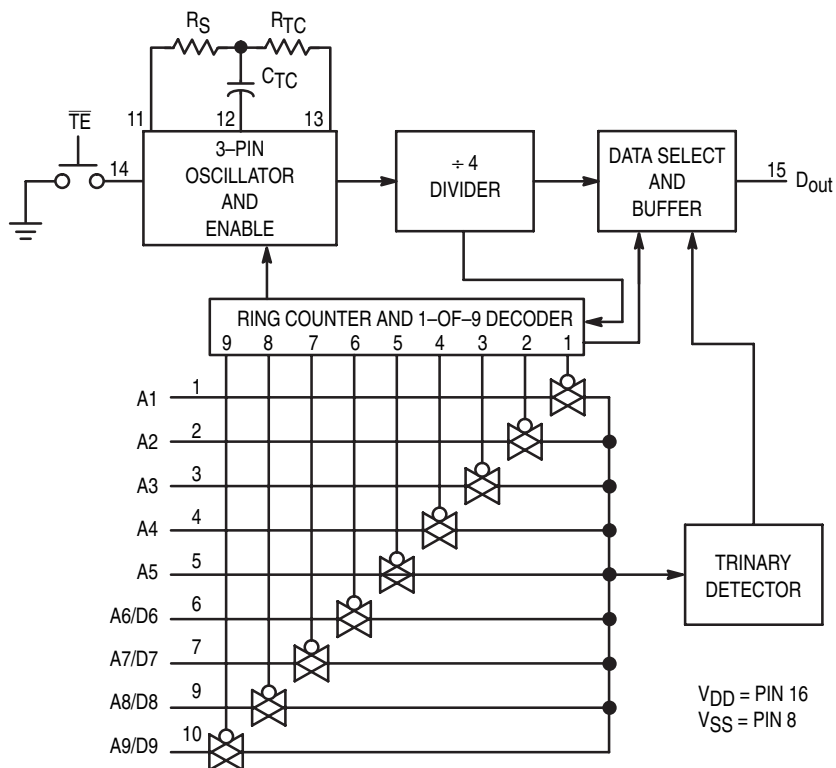 RS RTC
CTC
11 12 13
TE
14
3–PIN
OSCILLATOR
AND
ENABLE
÷ 4
DIVIDER
DATA SELECT
AND
BUFFER
15 Dout
RING COUNTER AND 1–OF–9 DECODER
9 8 7 6 5 4 3 2 1
A1 1
A2 2
A3 3
A4 4
A5 5
A6/D6 6
A7/D7 7
A8/D8 9
A9/D9 10
TRINARY
DETECTOR
VDD = PIN 16
VSS = PIN 8